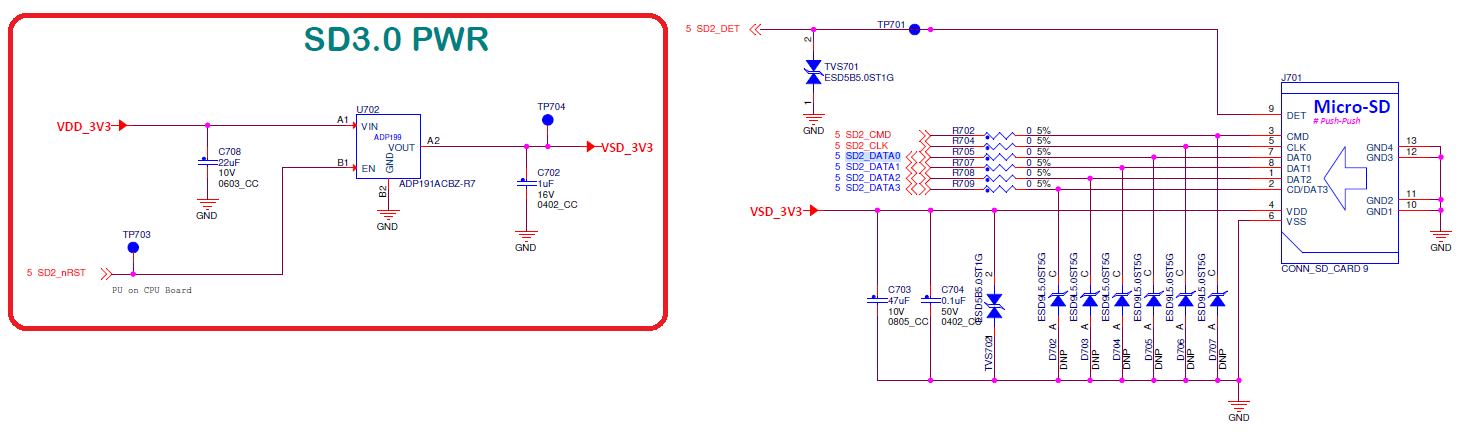 SD3.0 PWR
VDD_3V3
C708
22uF
10V
0603_CC
GND
U702
A1
VIN
ADP199
VOUT
A2
B1
EN
GND
B2
ADP191ACBZ-R7
GND
TP704
VSD_3V3
C702
1uF
16V
0402_CC
GND
TP703
5 SD2_nRST
PU on CPU Board
5 SD2_DET
TP701
2
TVS701
ESD5B5.0ST1G
1
GND
J701
Micro-SD
# Push-Push
9 DET
5 SD2_CMD R702 0 5% 3 CMD
5 SD2_CLK R704 0 5% 5 CLK
5 SD2_DATA0 R705 0 5% 7 DAT0
5 SD2_DATA1 R707 0 5% 8 DAT1
5 SD2_DATA2 R708 0 5% 1 DAT2
5 SD2_DATA3 R709 0 5% 2 CD/DAT3
VSD_3V3 4 VDD
6 VSS
GND4 13
GND3 12
GND2 11
GND1 10
GND
CONN_SD_CARD 9
C703
47uF
10V
0805_CC
C704
0.1uF
50V
0402_CC
ESD5B5.0ST1G
2
TVS702
ESD9L5.0ST5G C
A
D702
DNP
ESD9L5.0ST5G C
A
D703
DNP
ESD9L5.0ST5G C
A
D704
DNP
ESD9L5.0ST5G C
A
D705
DNP
ESD9L5.0ST5G C
A
D706
DNP
ESD9L5.0ST5G C
A
D707
DNP
GND